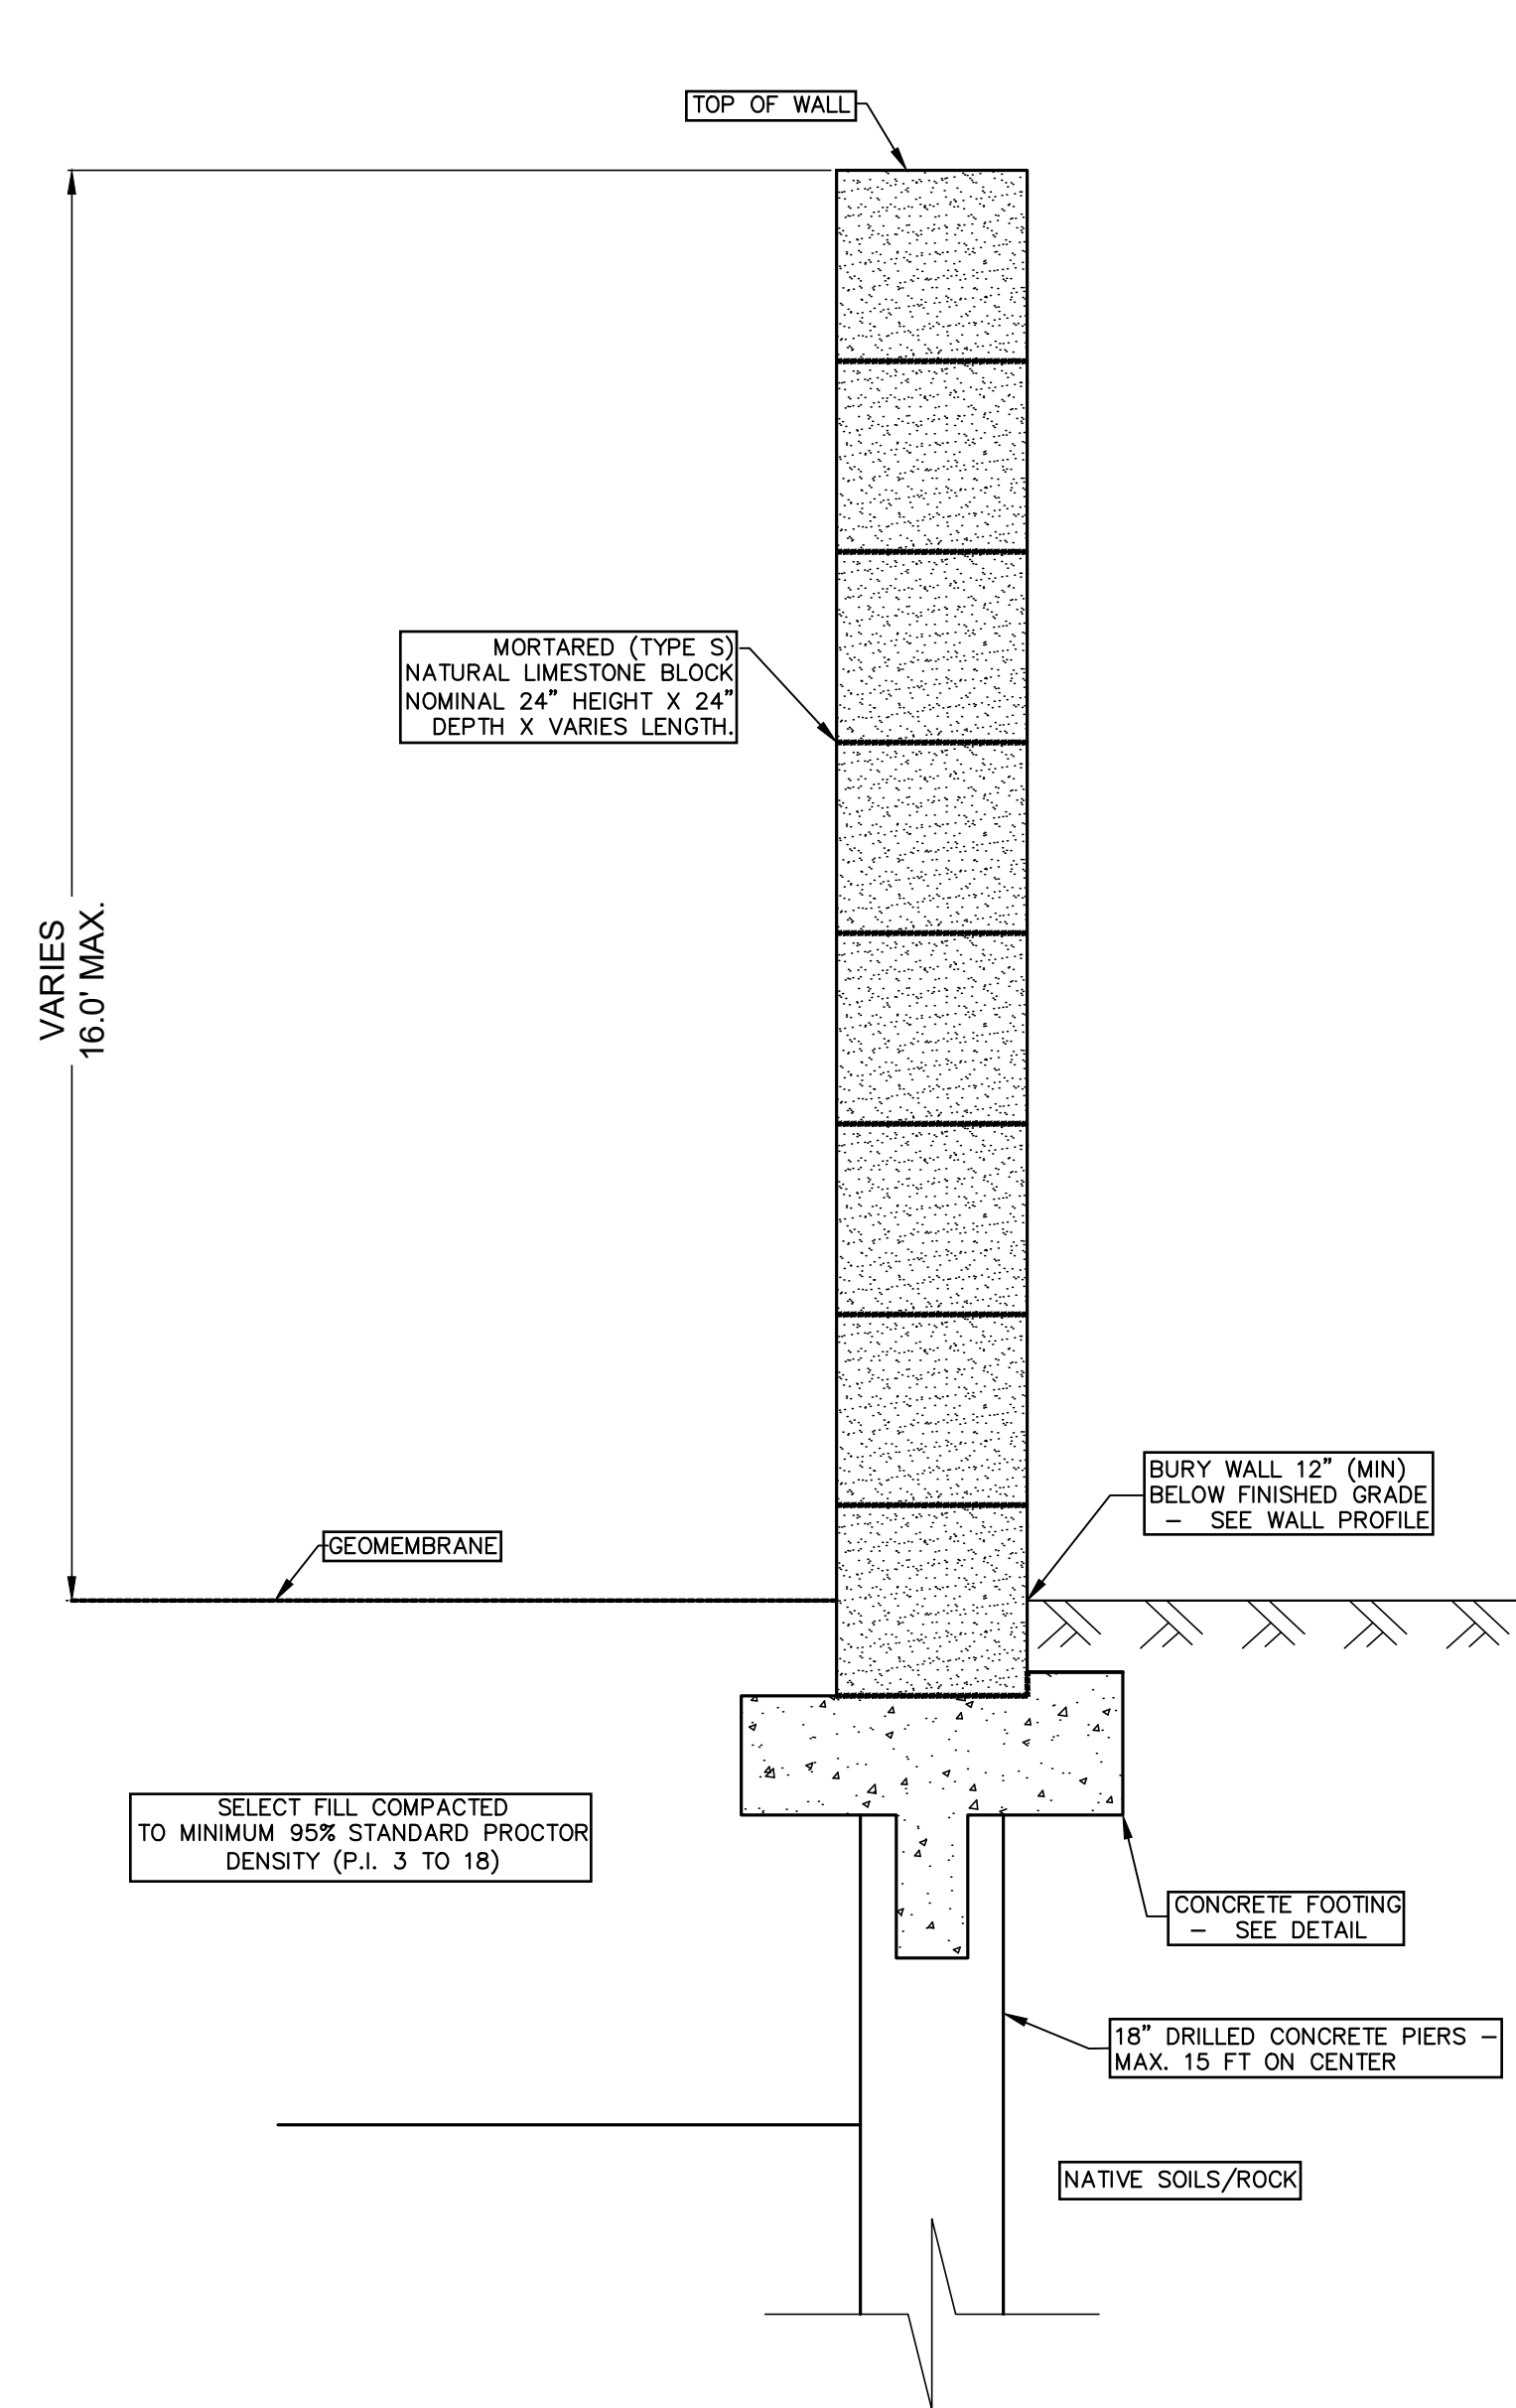 TOP OF WALL
MORTARED (TYPE S)
NATURAL LIMESTONE BLOCK
NOMINAL 24" HEIGHT X 24"
DEPTH X VARIES LENGTH.
VARIES
16.0' MAX.
BURY WALL 12" (MIN)
BELOW FINISHED GRADE
- SEE WALL PROFILE
GEOMEMBRANE
SELECT FILL COMPACTED
TO MINIMUM 95% STANDARD PROCTOR
DENSITY (P.I. 3 TO 18)
CONCRETE FOOTING
- SEE DETAIL
18" DRILLED CONCRETE PIERS -
MAX. 15 FT ON CENTER
NATIVE SOILS/ROCK